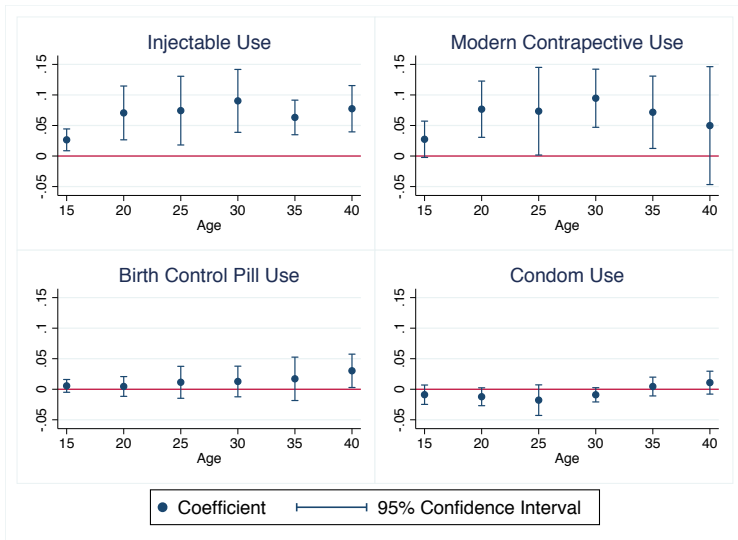 Injectable Use
.15
.1
.05
0
-.05
15 20 25 30 35 40
Age
Modern Contrapective Use
.15
.1
.05
0
-.05
15 20 25 30 35 40
Age
Birth Control Pill Use
.15
.1
.05
0
-.05
15 20 25 30 35 40
Age
Condom Use
.15
.1
.05
0
-.05
15 20 25 30 35 40
Age
Coefficient 95% Confidence Interval